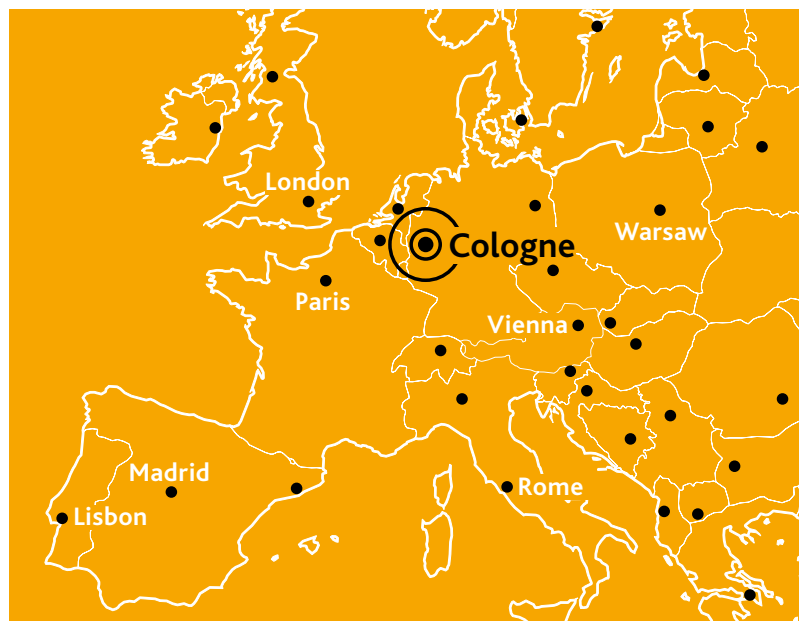 London
Warsaw
Cologne
Paris
Vienna
Madrid
Rome
Lisbon